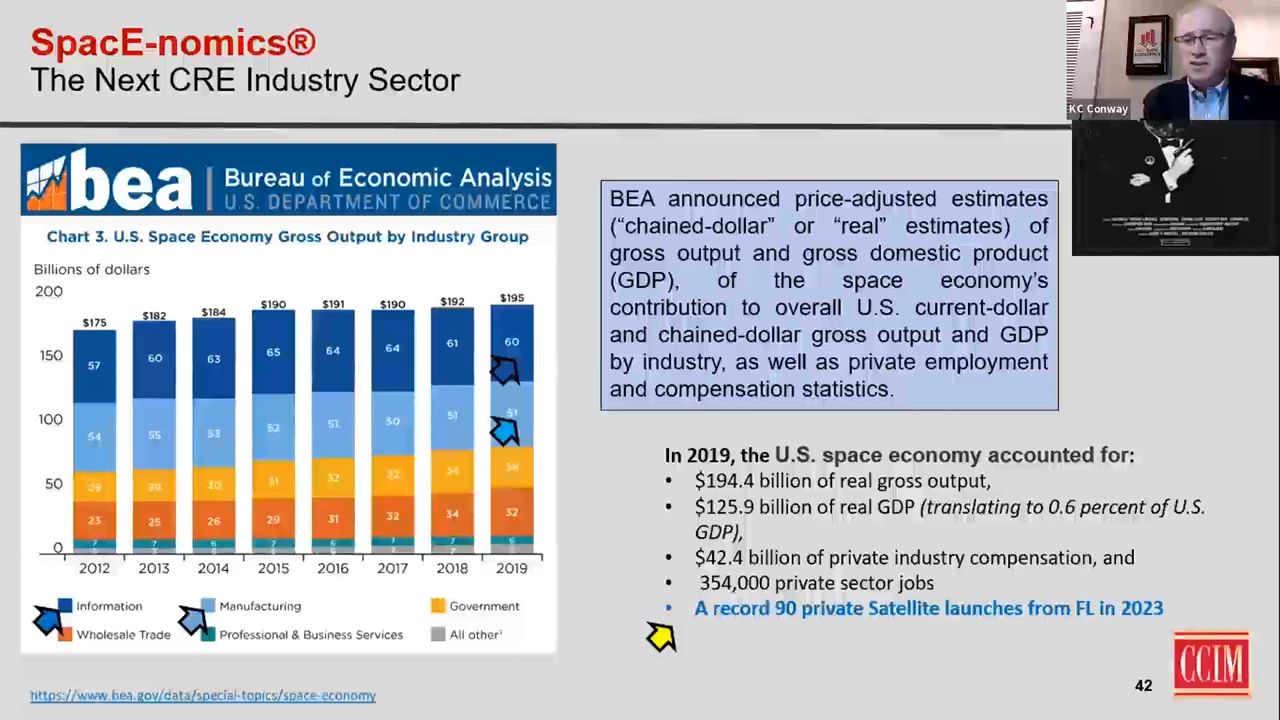 SpacE-nomics®
The Next CRE Industry Sector
KC Conway
bea | Bureau of Economic Analysis
U.S. DEPARTMENT OF COMMERCE
Chart 3. U.S. Space Economy Gross Output by Industry Group
Billions of dollars
200
150
100
50
0
$175
$182
$184
$190
$191
$190
$192
$195
57
60
63
65
64
64
61
60
54
55
53
52
51
50
51
51
29
29
30
31
32
32
34
38
23
25
26
29
31
32
34
32
7
7
6
7
6
7
7
6
2012
2013
2014
2015
2016
2017
2018
2019
Information
Manufacturing
Government
Wholesale Trade
Professional & Business Services
All other¹
https://www.bea.gov/data/special-topics/space-economy
BEA announced price-adjusted estimates
(“chained-dollar” or “real” estimates) of
gross output and gross domestic product
(GDP), of the space economy’s
contribution to overall U.S. current-dollar
and chained-dollar gross output and GDP
by industry, as well as private employment
and compensation statistics.
In 2019, the U.S. space economy accounted for:
• $194.4 billion of real gross output,
• $125.9 billion of real GDP (translating to 0.6 percent of U.S.
GDP),
• $42.4 billion of private industry compensation, and
• 354,000 private sector jobs
• A record 90 private Satellite launches from FL in 2023
42
CCIM